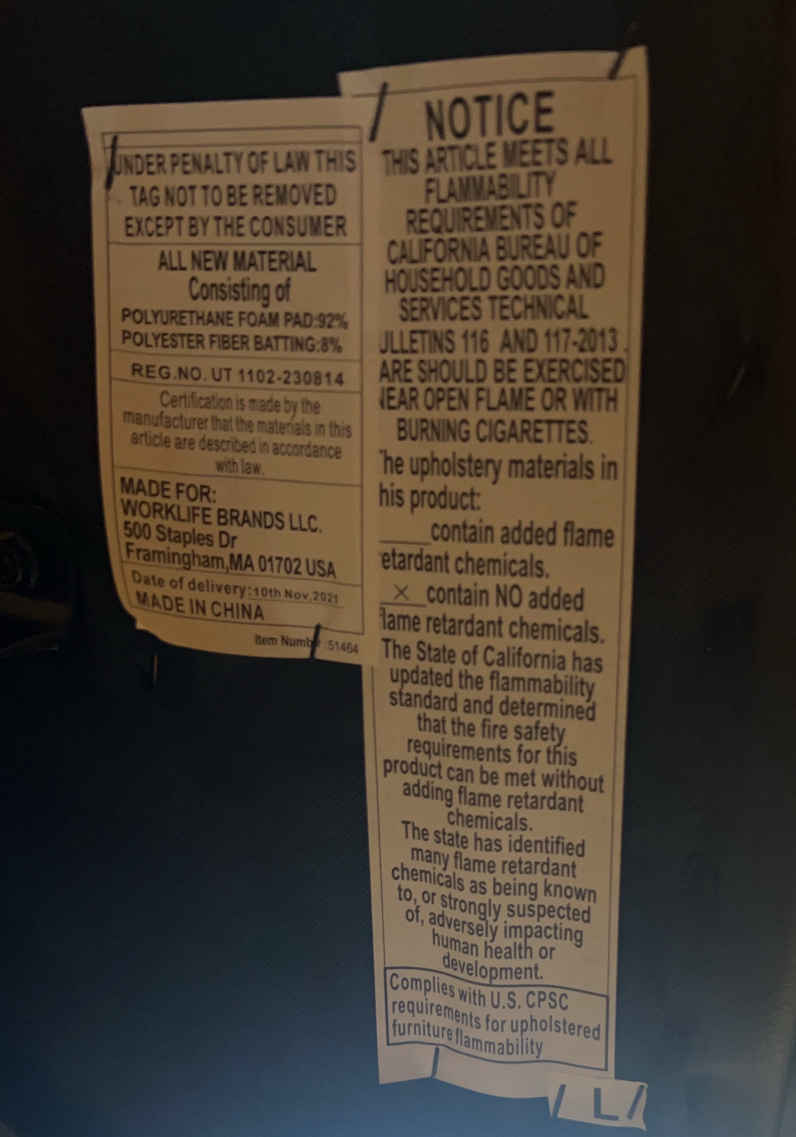 UNDER PENALTY OF LAW THIS
TAG NOT TO BE REMOVED
EXCEPT BY THE CONSUMER
ALL NEW MATERIAL
Consisting of
POLYURETHANE FOAM PAD:92%
POLYESTER FIBER BATTING:8%
REG.NO. UT 1102-230814
Certification is made by the
manufacturer that the materials in this
article are described in accordance
with law.
MADE FOR:
WORKLIFE BRANDS LLC.
500 Staples Dr
Framingham,MA 01702 USA
Date of delivery:10th Nov,2021
MADE IN CHINA
Item Number:51464
NOTICE
THIS ARTICLE MEETS ALL
FLAMMABILITY
REQUIREMENTS OF
CALIFORNIA BUREAU OF
HOUSEHOLD GOODS AND
SERVICES TECHNICAL
ULLETINS 116 AND 117-2013.
ARE SHOULD BE EXERCISED
NEAR OPEN FLAME OR WITH
BURNING CIGARETTES.
The upholstery materials in
his product:
____contain added flame
etardant chemicals.
__×__contain NO added
flame retardant chemicals.
The State of California has
updated the flammability
standard and determined
that the fire safety
requirements for this
product can be met without
adding flame retardant
chemicals.
The state has identified
many flame retardant
chemicals as being known
to, or strongly suspected
of, adversely impacting
human health or
development.
Complies with U.S. CPSC
requirements for upholstered
furniture flammability
L